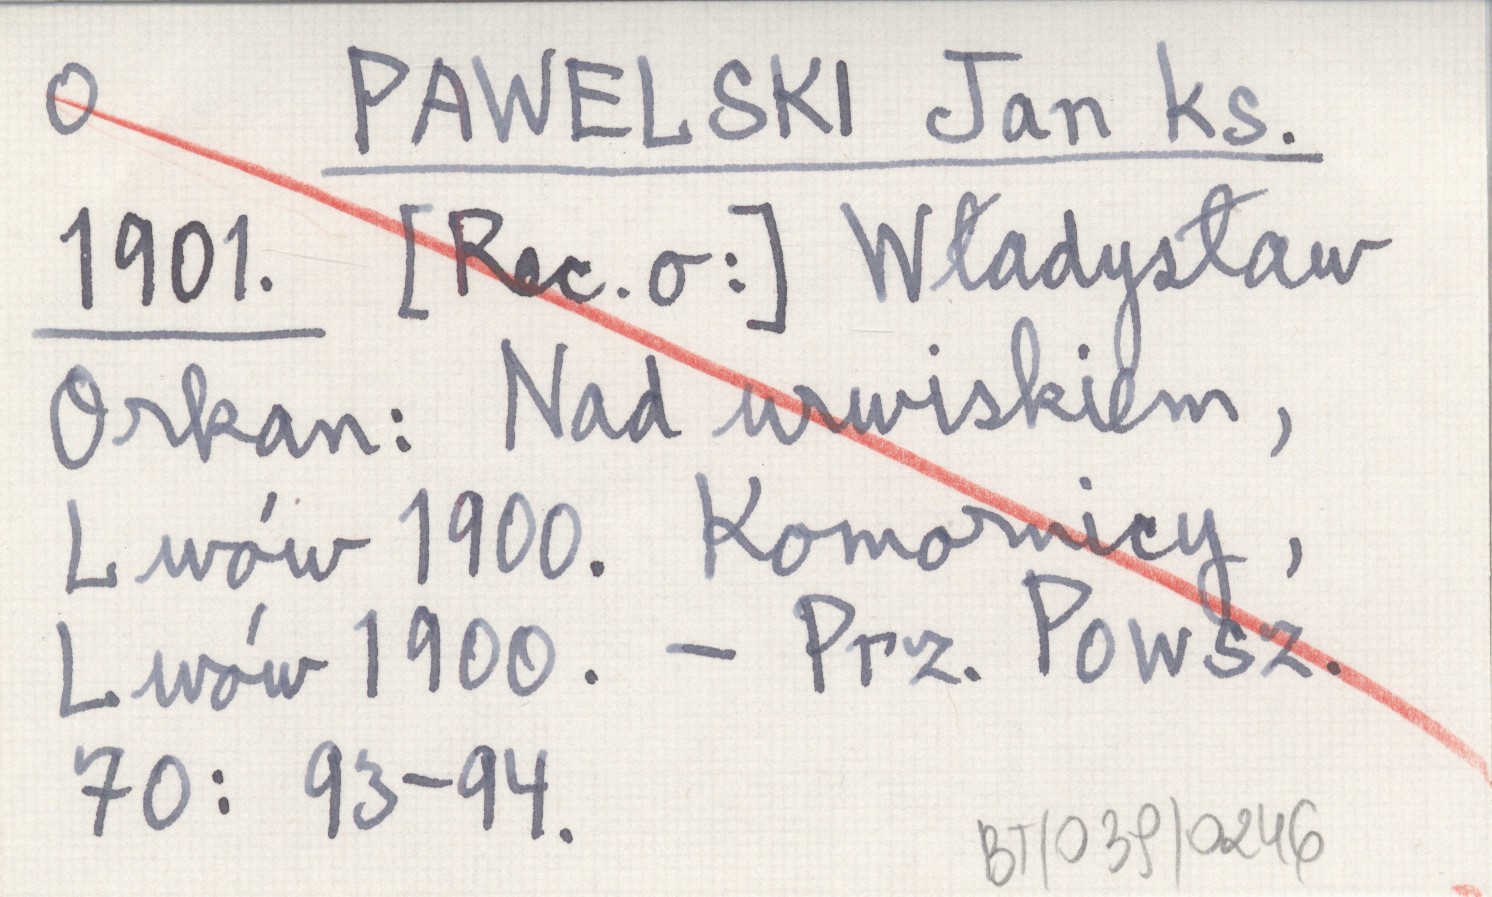 O PAWELSKI Jan ks.
1901. [Rec. o:] Władysław
Orkan: Nad urwiskiem,
Lwów 1900. Komornicy,
Lwów 1900. – Prz. Powsz.
70: 93–94.
BT/039/0246